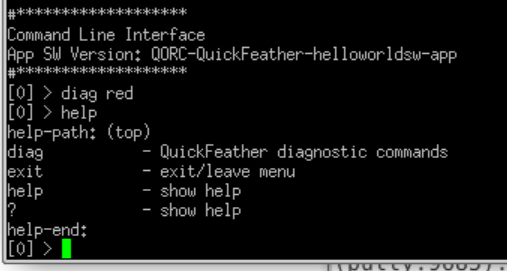 #*******************
Command Line Interface
App SW Version: QORC-QuickFeather-helloworldsw-app
#*******************
[0] > diag red
[0] > help
help-path: (top)
diag - QuickFeather diagnostic commands
exit - exit/leave menu
help - show help
? - show help
help-end:
[0] >